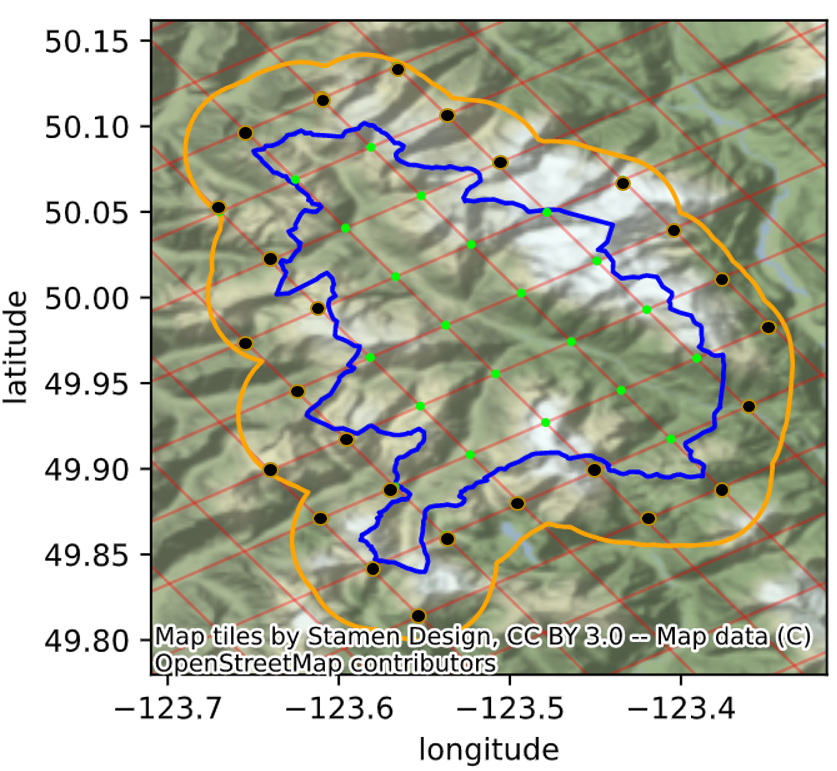 50.15
50.10
50.05
50.00
49.95
49.90
49.85
49.80
latitude
Map tiles by Stamen Design, CC BY 3.0 -- Map data (C)
OpenStreetMap contributors
−123.7 −123.6 −123.5 −123.4
longitude